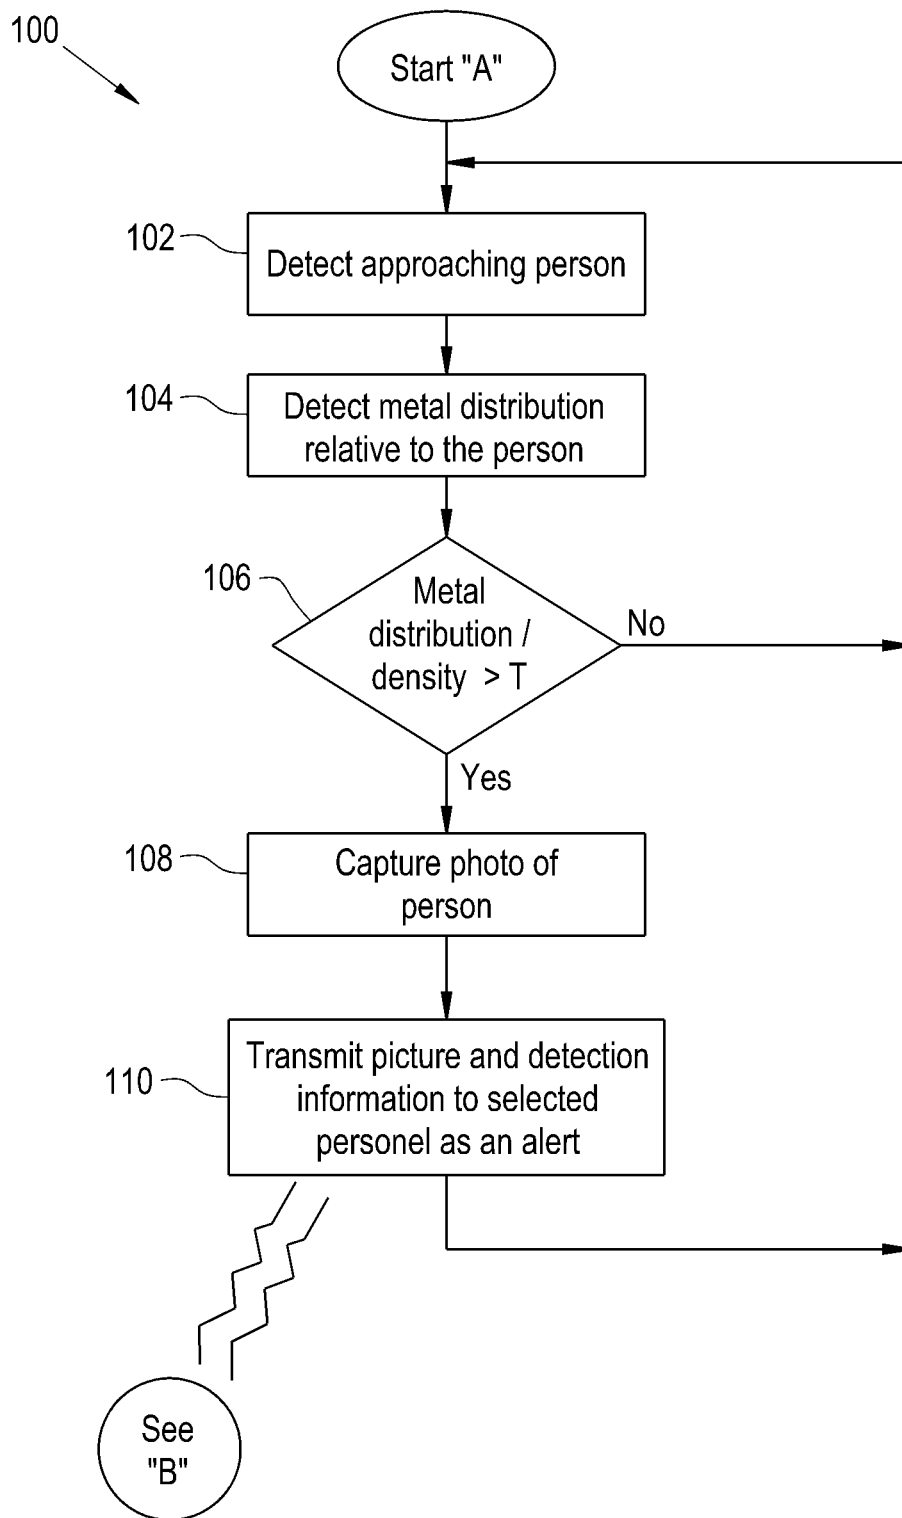 100
Start "A"
102
Detect approaching person
104
Detect metal distribution
relative to the person
106
Metal
distribution /
density > T
No
Yes
108
Capture photo of
person
110
Transmit picture and detection
information to selected
personel as an alert
See
"B"